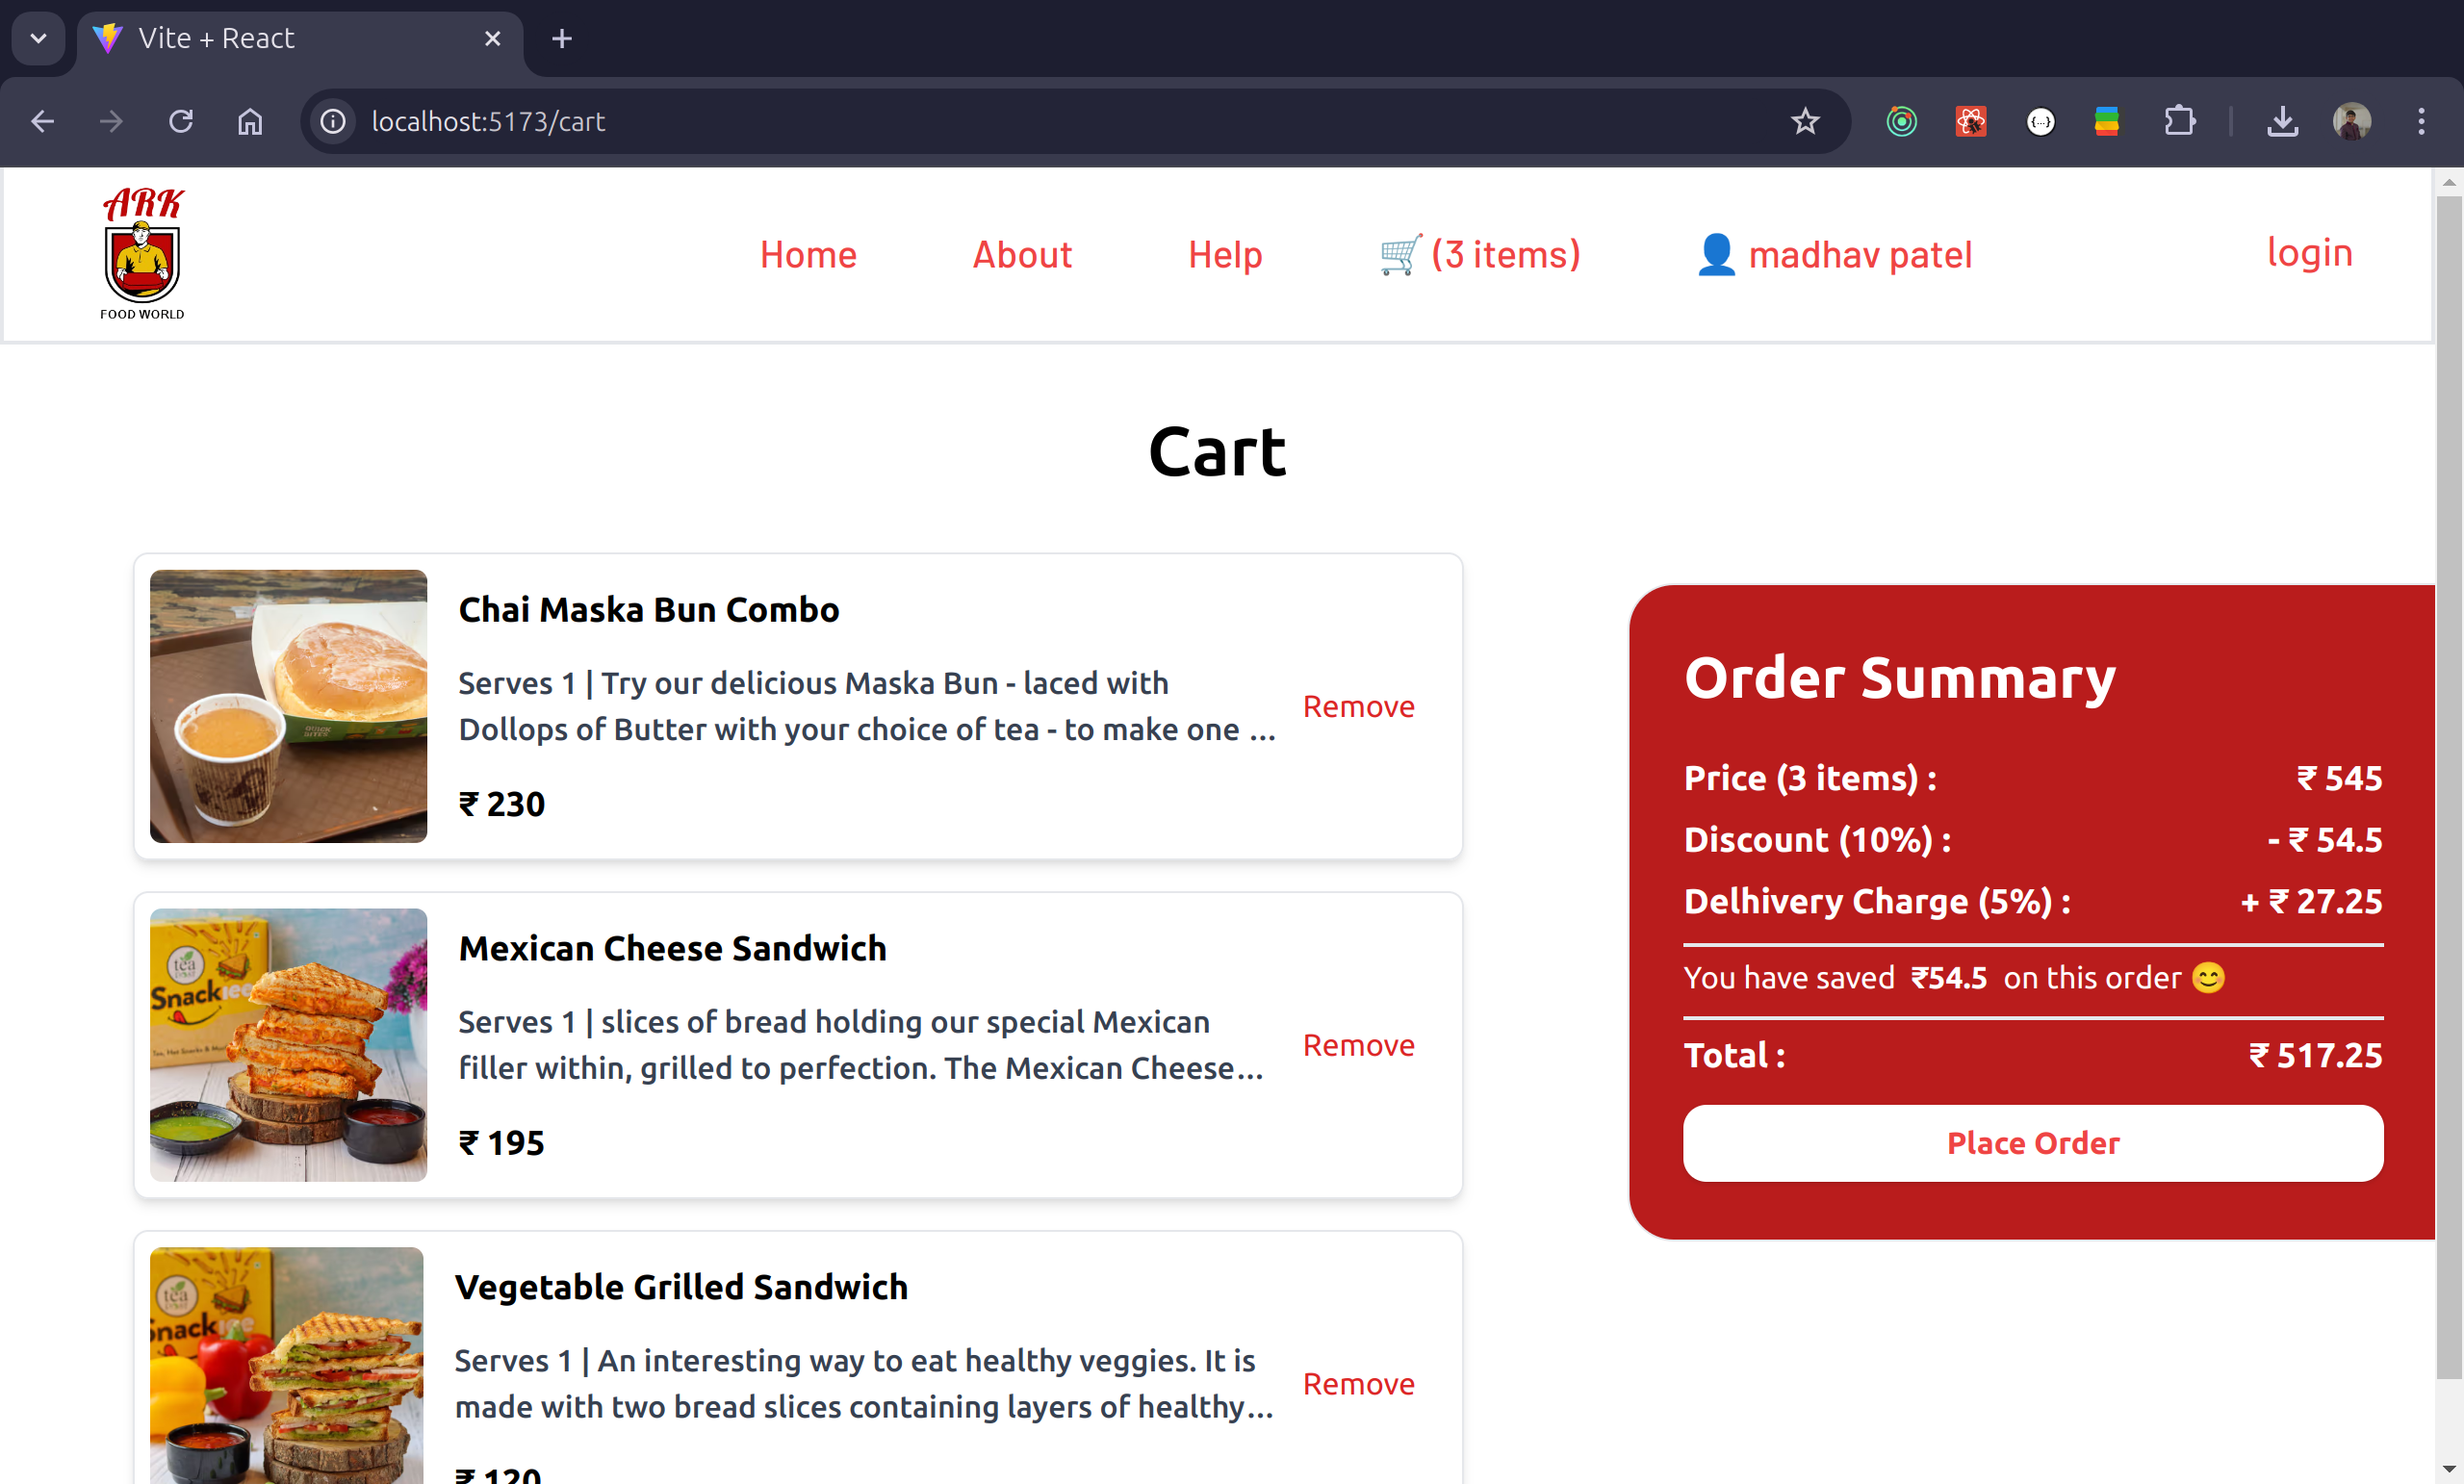 Vite + React
localhost:5173/cart
ARK
FOOD WORLD
Home
About
Help
🛒 (3 items)
👤 madhav patel
login
Cart
Chai Maska Bun Combo
Serves 1 | Try our delicious Maska Bun - laced with
Dollops of Butter with your choice of tea - to make one ...
₹ 230
Remove
Mexican Cheese Sandwich
Serves 1 | slices of bread holding our special Mexican
filler within, grilled to perfection. The Mexican Cheese...
₹ 195
Remove
tea
Snackiee
Vegetable Grilled Sandwich
Serves 1 | An interesting way to eat healthy veggies. It is
made with two bread slices containing layers of healthy...
₹ 120
Remove
tea
Order Summary
Price (3 items) : ₹ 545
Discount (10%) : - ₹ 54.5
Delhivery Charge (5%) : + ₹ 27.25
You have saved ₹54.5 on this order 😊
Total : ₹ 517.25
Place Order